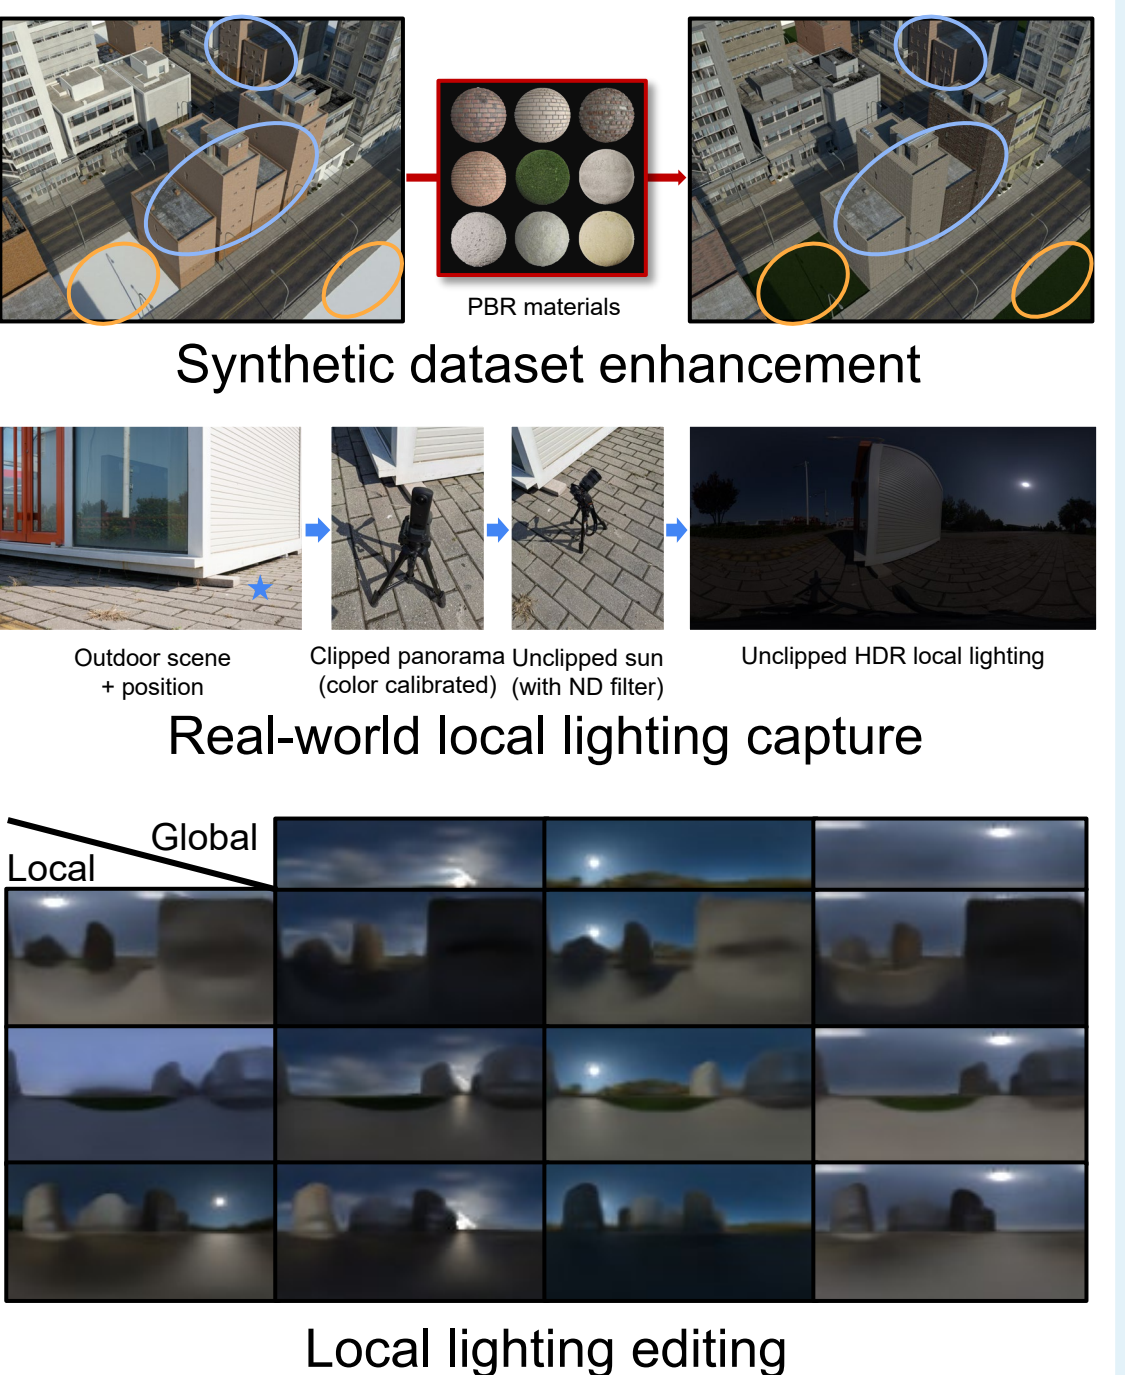 PBR materials
Synthetic dataset enhancement
Outdoor scene
+ position
Clipped panorama
(color calibrated)
Unclipped sun
(with ND filter)
Unclipped HDR local lighting
Real-world local lighting capture
Global
Local
Local lighting editing